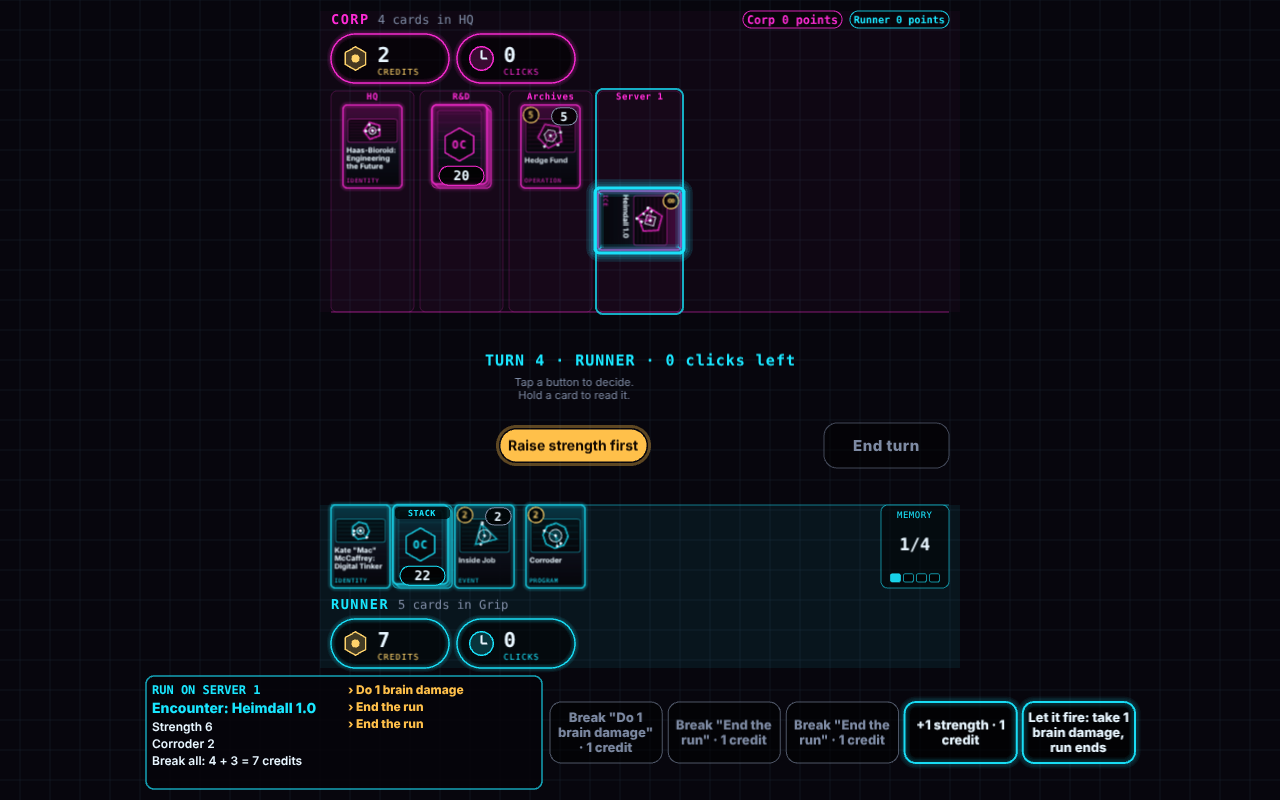 CORP 4 cards in HQ
Corp 0 points
Runner 0 points
2
CREDITS
0
CLICKS
HQ
R&D
Archives
Server 1
Haas-Bioroid:
Engineering
the Future
IDENTITY
OC
20
5
5
Hedge Fund
OPERATION
8
Heimdall 1.0
ICE
TURN 4 · RUNNER · 0 clicks left
Tap a button to decide.
Hold a card to read it.
Raise strength first
End turn
Kate "Mac"
McCaffrey:
Digital Tinker
IDENTITY
STACK
OC
22
2
2
Inside Job
EVENT
2
Corroder
PROGRAM
MEMORY
1/4
RUNNER 5 cards in Grip
7
CREDITS
0
CLICKS
RUN ON SERVER 1
Encounter: Heimdall 1.0
Strength 6
Corroder 2
Break all: 4 + 3 = 7 credits
› Do 1 brain damage
› End the run
› End the run
Break "Do 1
brain damage"
· 1 credit
Break "End the
run" · 1 credit
Break "End the
run" · 1 credit
+1 strength · 1
credit
Let it fire: take 1
brain damage,
run ends